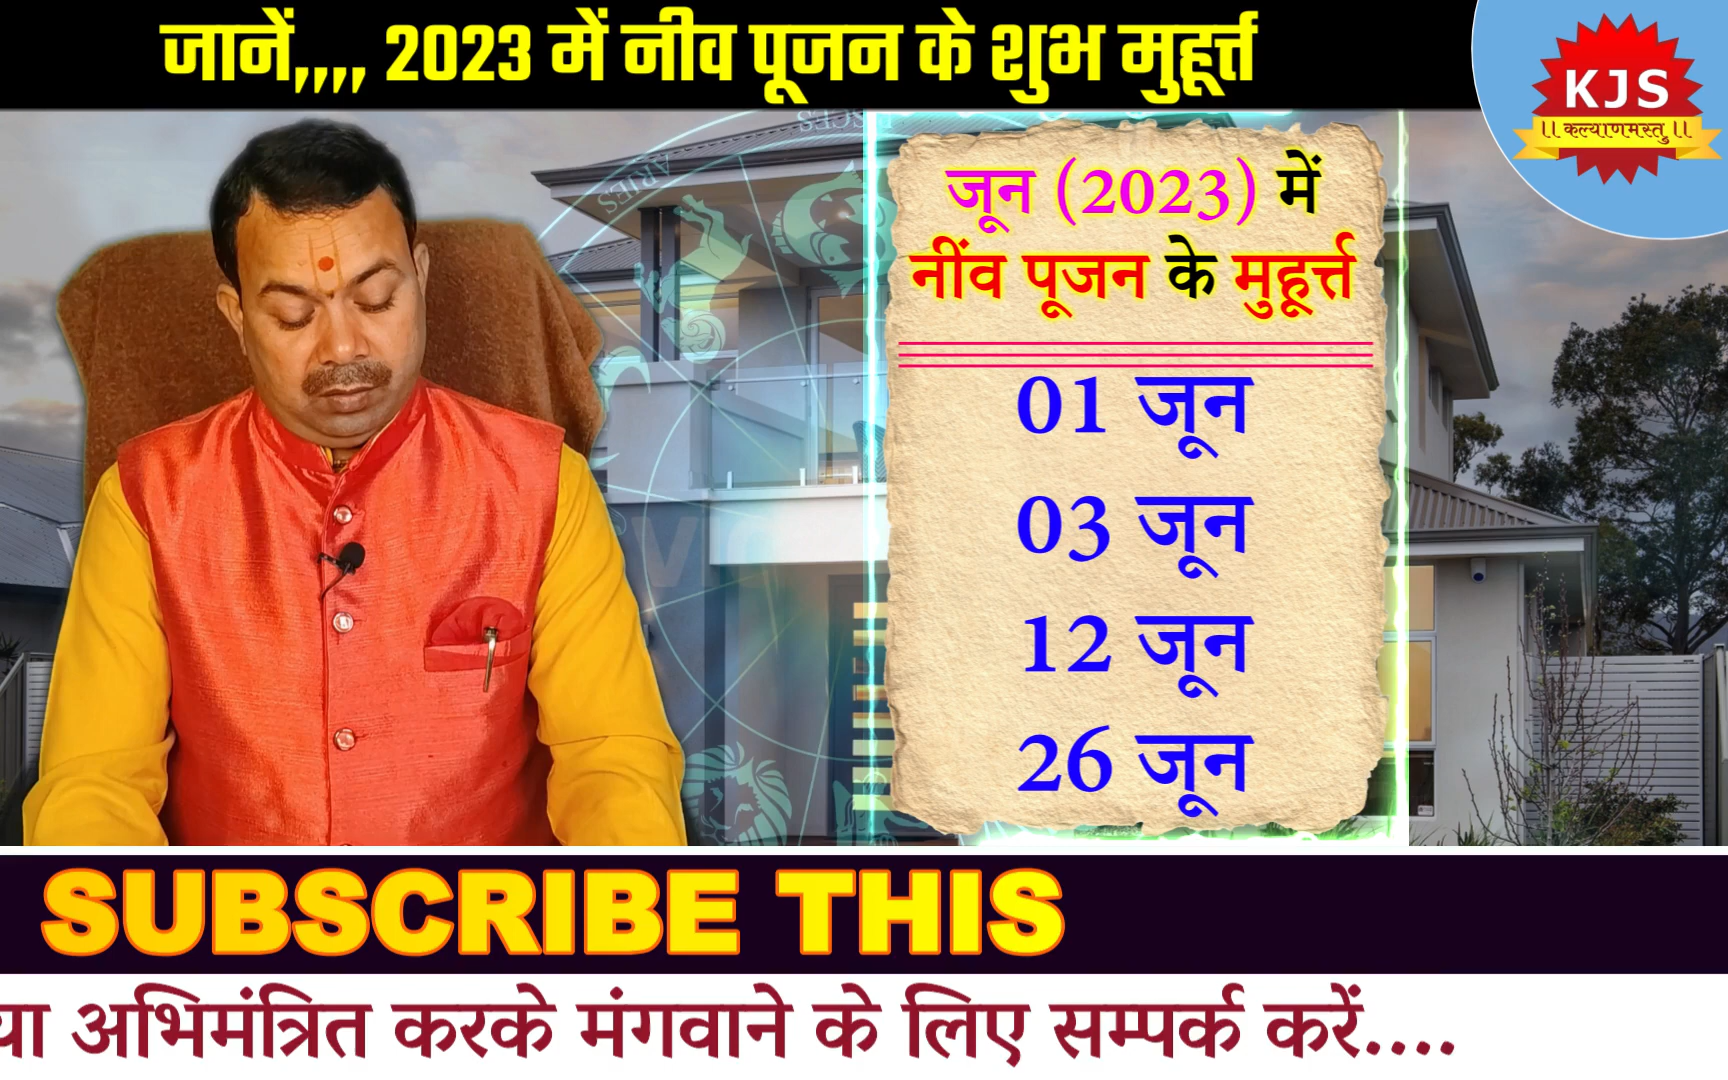 जानें,,,, 2023 में नीव पूजन के शुभ मुहूर्त्त
KJS
।। कल्याणमस्तु ।।
जून (2023) में
नींव पूजन के मुहूर्त्त
01 जून
03 जून
12 जून
26 जून
ARIES
SUBSCRIBE THIS
या अभिमंत्रित करके मंगवाने के लिए सम्पर्क करें....